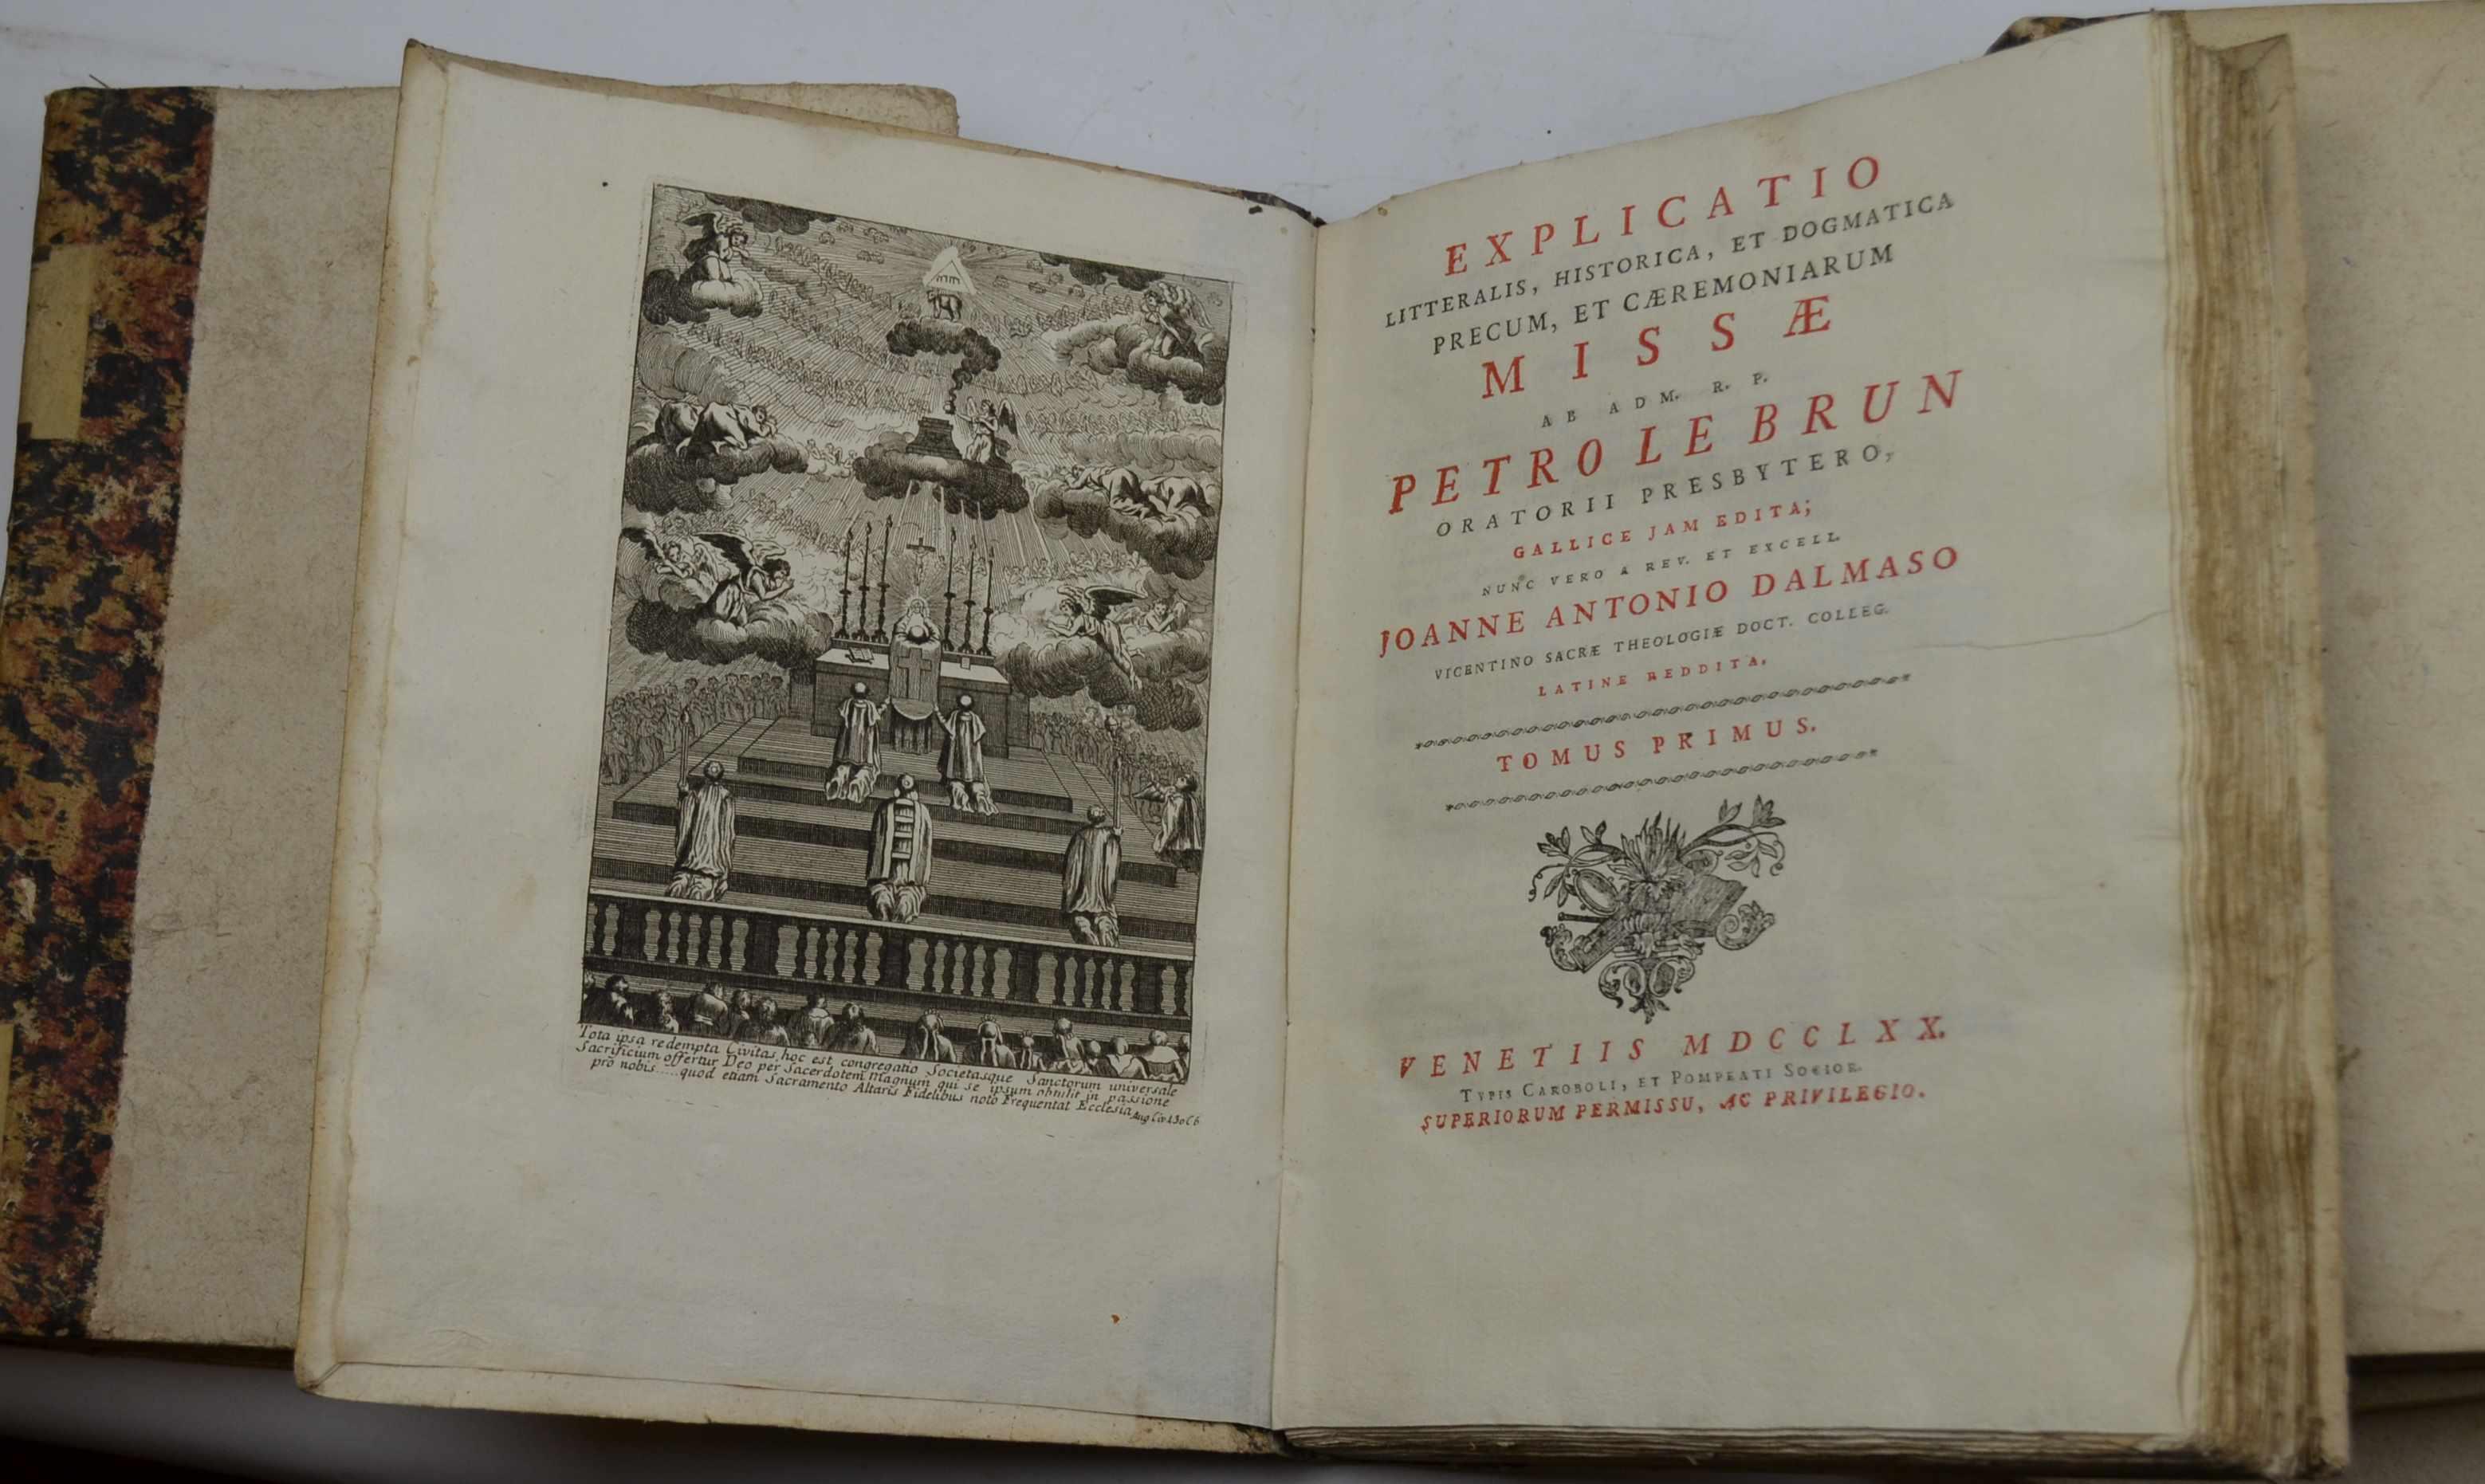 Tota ipsa redempta Civitas, hoc est congregatio Societasque Sanctorum universale
Sacrificium offertur Deo per Sacerdotem Magnum qui se ipsum obtulit in passione
pro nobis.....quod etiam Sacramento Altaris Fidelibus noto Frequentat Ecclesia
EXPLICATIO
LITTERALIS, HISTORICA, ET DOGMATICA
PRECUM, ET CÆREMONIARUM
MISSÆ
AB ADM. R. P.
PETRO LE BRUN
ORATORII PRESBYTERO,
GALLICE JAM EDITA;
NUNC VERO A REV. ET EXCELL.
JOANNE ANTONIO DALMASO
VICENTINO SACRÆ THEOLOGIÆ DOCT. COLLEG.
LATINE REDDITA.
TOMUS PRIMUS.
VENETIIS MDCCLXX.
TYPIS CAROBOLI, ET POMPEATI SOCIOR.
SUPERIORUM PERMISSU, AC PRIVILEGIO.